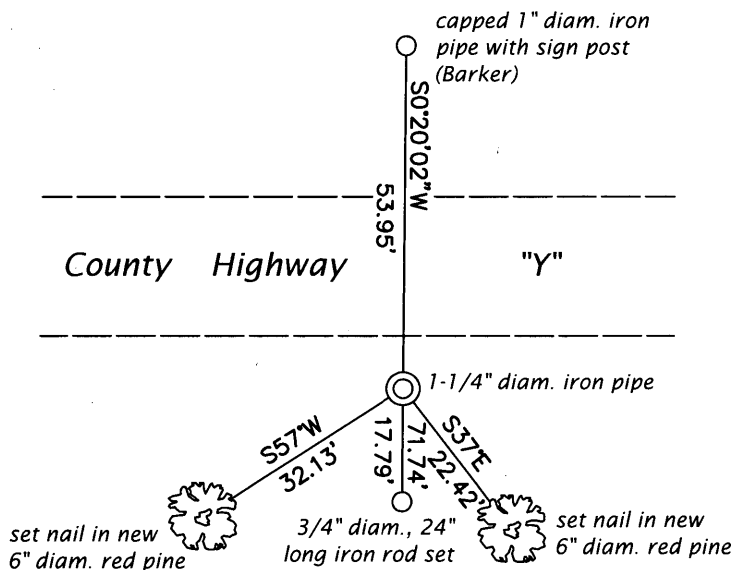 capped 1" diam. iron
pipe with sign post
(Barker)
S0°20'02"W
53.95'
County Highway "Y"
1-1/4" diam. iron pipe
S57°W
32.13'
17.79'
71.74'
S37°E
22.42'
set nail in new
6" diam. red pine
3/4" diam., 24"
long iron rod set
set nail in new
6" diam. red pine